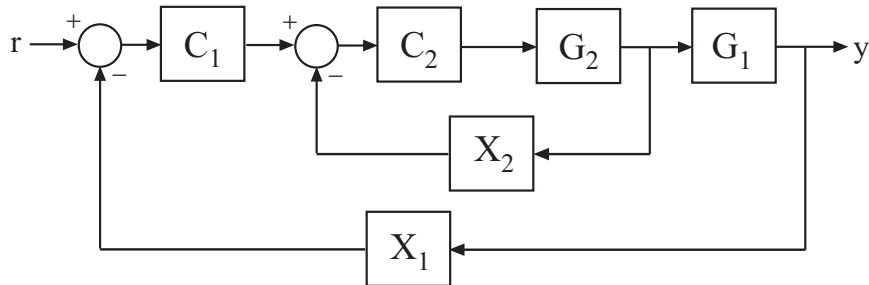 r + − C₁ + − C₂ G₂ G₁ y
X₂
X₁